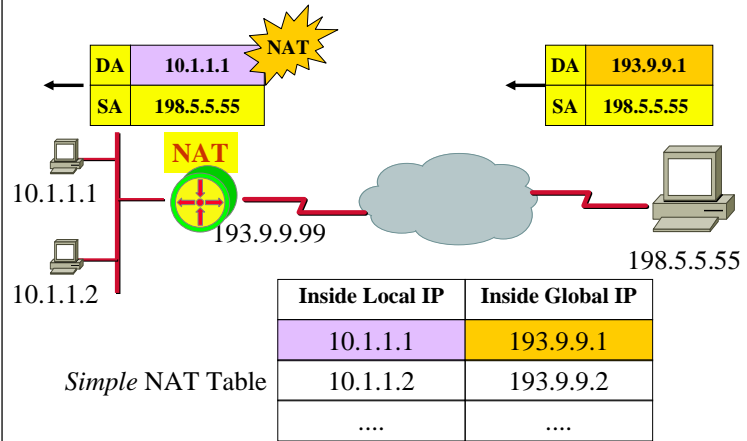 NAT
DA 10.1.1.1
SA 198.5.5.55
DA 193.9.9.1
SA 198.5.5.55
NAT
10.1.1.1
193.9.9.99
198.5.5.55
10.1.1.2
Inside Local IP Inside Global IP
10.1.1.1 193.9.9.1
Simple NAT Table 10.1.1.2 193.9.9.2
.... ....